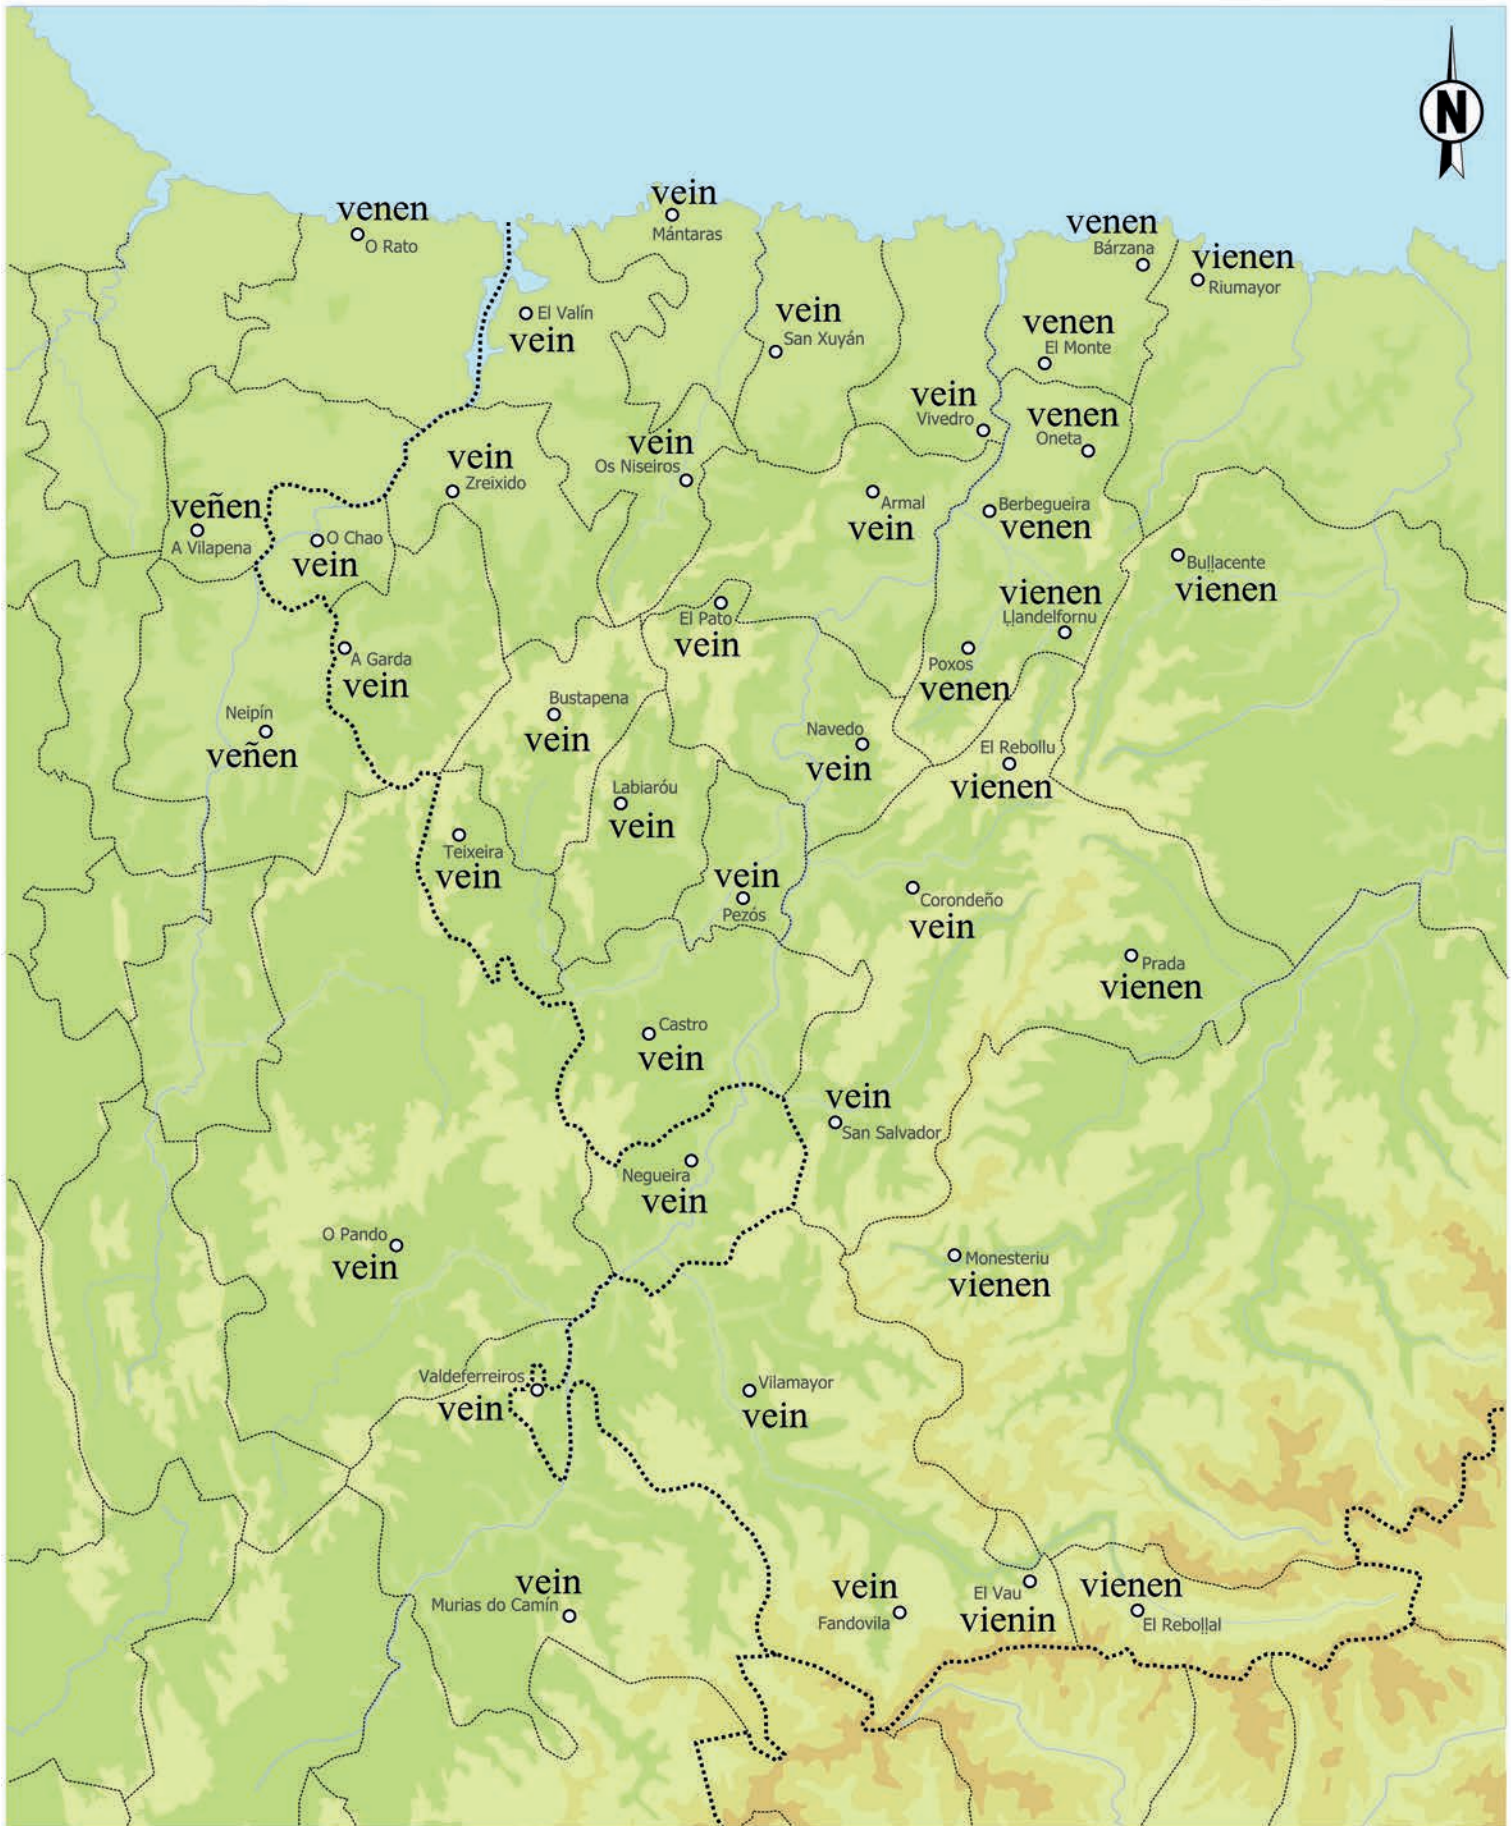 N
venen
O Rato
vein
Mántaras
venen
Bárzana
vienen
Riumayor
El Valín
vein
vein
San Xuyán
venen
El Monte
vein
Vivedro
venen
Oneta
vein
Zreixido
vein
Os Niseiros
veñen
A Vilapena
O Chao
vein
Armal
vein
Berbegueira
venen
Buḷḷacente
vienen
vienen
Ḷḷandelfornu
El Pato
vein
A Garda
vein
Poxos
venen
Neipín
veñen
Bustapena
vein
Navedo
vein
El Rebollu
vienen
Labiaróu
vein
Teixeira
vein
vein
Pezós
Corondeño
vein
Prada
vienen
Castro
vein
vein
San Salvador
Negueira
vein
O Pando
vein
Monesteriu
vienen
Valdeferreiros
vein
Vilamayor
vein
vein
Murias do Camín
vein
Fandovila
El Vau
vienin
vienen
El Reboḷḷal